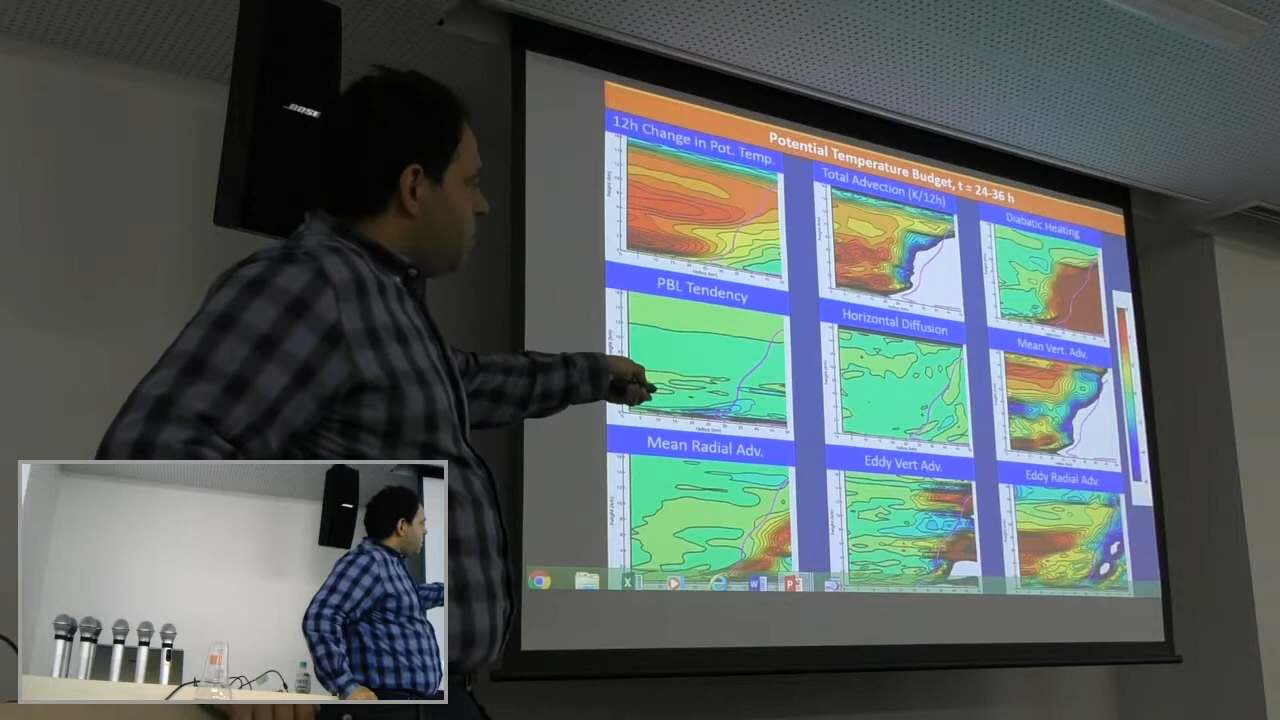 BOSE
Potential Temperature Budget, t = 24-36 h
12h Change in Pot. Temp.
Total Advection (K/12h)
Diabatic Heating
PBL Tendency
Horizontal Diffusion
Mean Vert. Adv.
Mean Radial Adv.
Eddy Vert Adv.
Eddy Radial Adv.